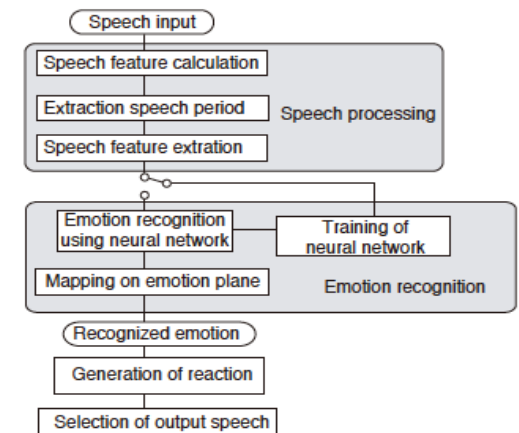 Speech input
Speech feature calculation
Extraction speech period
Speech processing
Speech feature extration
Emotion recognition
using neural network
Training of
neural network
Mapping on emotion plane
Emotion recognition
Recognized emotion
Generation of reaction
Selection of output speech